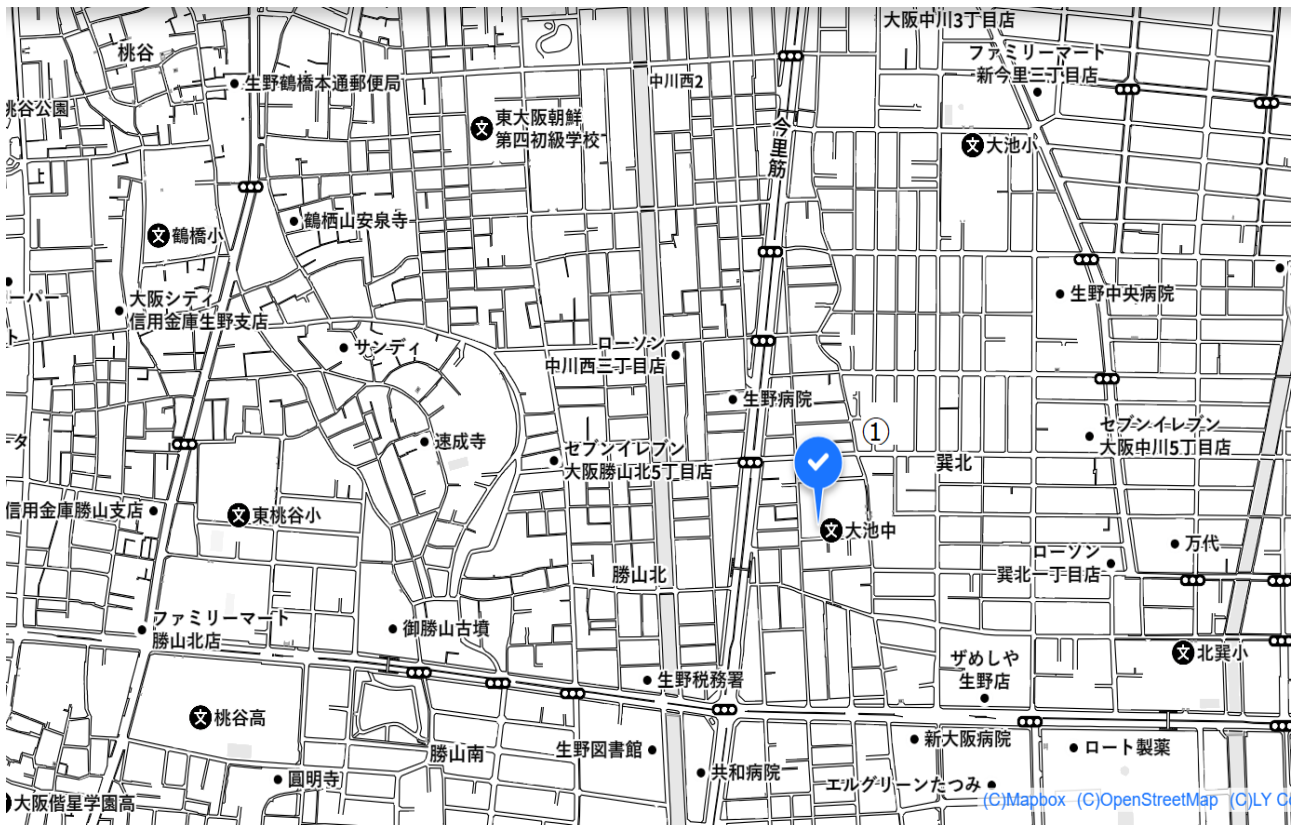 大阪中川3丁目店
桃谷
ファミリーマート
新今里三丁目店
生野鶴橋本通郵便局
中川西2
桃谷公園
文
東大阪朝鮮
第四初級学校
今里筋
文
大池小
鶴栖山安泉寺
文
鶴橋小
ーパー
大阪シティ
信用金庫生野支店
生野中央病院
サンディ
ローソン
中川西三丁目店
生野病院
①
速成寺
セブンイレブン
大阪勝山北5丁目店
セブンイレブン
大阪中川5丁目店
タ
巽北
信用金庫勝山支店
文
東桃谷小
文
大池中
万代
ローソン
巽北一丁目店
勝山北
ファミリーマート
勝山北店
御勝山古墳
文
北巽小
ザめしや
生野店
生野税務署
文
桃谷高
勝山南
生野図書館
新大阪病院
ロート製薬
圓明寺
共和病院
エルグリーンたつみ
大阪偕星学園高
(C)Mapbox (C)OpenStreetMap (C)LY C